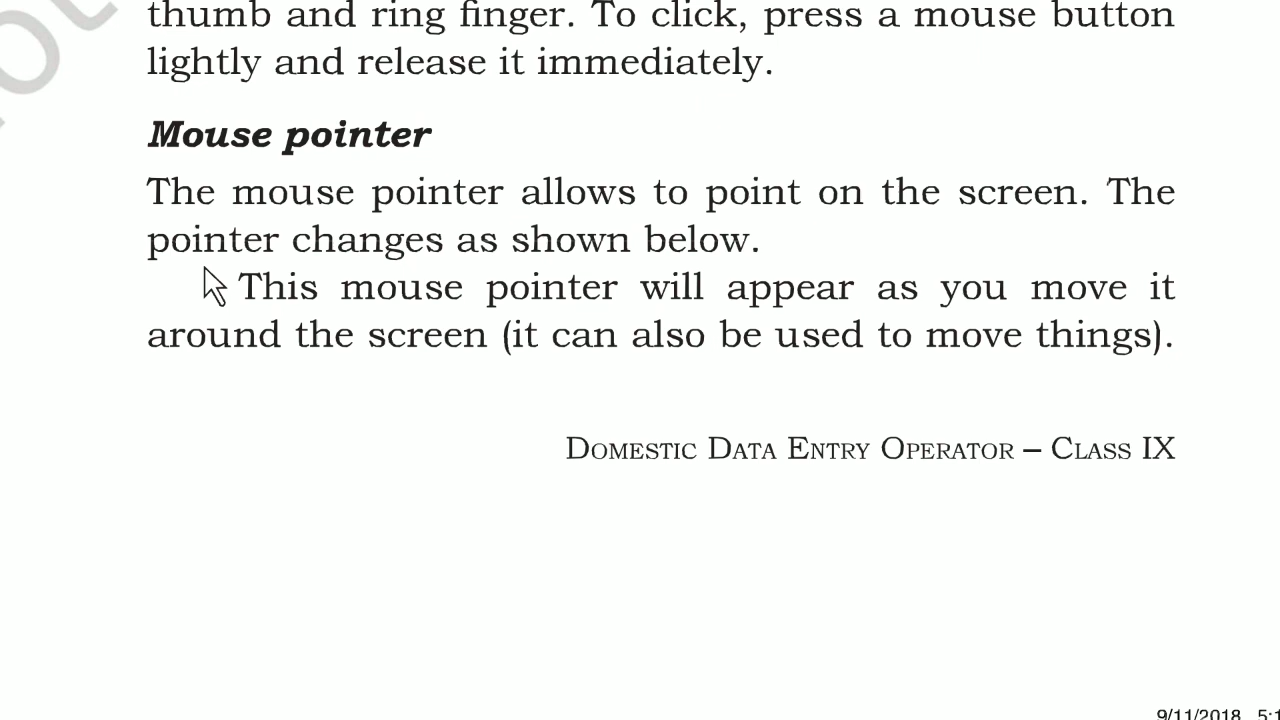 thumb and ring finger. To click, press a mouse button
lightly and release it immediately.
Mouse pointer
The mouse pointer allows to point on the screen. The
pointer changes as shown below.
This mouse pointer will appear as you move it
around the screen (it can also be used to move things).
Domestic Data Entry Operator – Class IX
9/11/2018